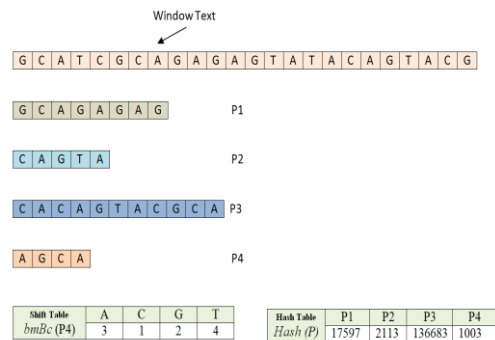 Window Text
G C A T C G C A G A G A G T A T A C A G T A C G
G C A G A G A G P1
C A G T A P2
C A C A G T A C G C A P3
A G C A P4
Shift Table A C G T
bmBc (P4) 3 1 2 4
Hash Table P1 P2 P3 P4
Hash (P) 17597 2113 136683 1003